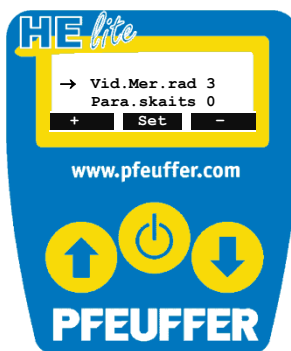 HE lite
→ Vid.Mer.rad 3
Para.skaits 0
+ Set -
www.pfeuffer.com
PFEUFFER